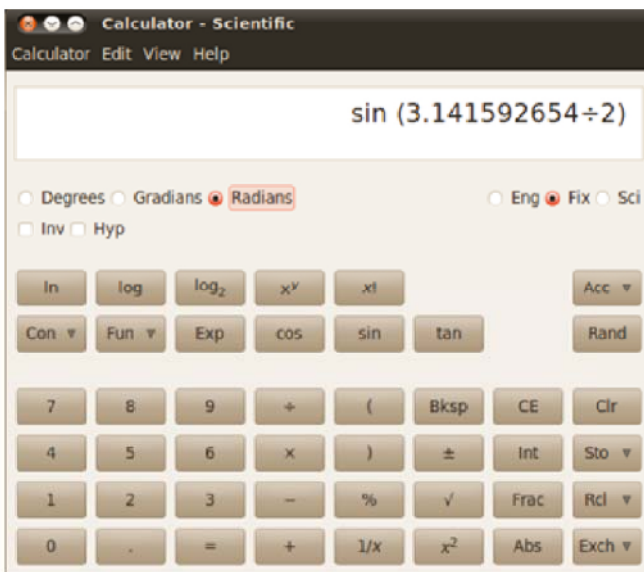 Calculator - Scientific
Calculator Edit View Help
sin (3.141592654÷2)
Degrees Gradians Radians Eng Fix Sci
Inv Hyp
ln log log₂ xʸ x! Acc
Con Fun Exp cos sin tan Rand
7 8 9 ÷ ( Bksp CE Clr
4 5 6 × ) ± Int Sto
1 2 3 − % √ Frac Rcl
0 . = + 1/x x² Abs Exch